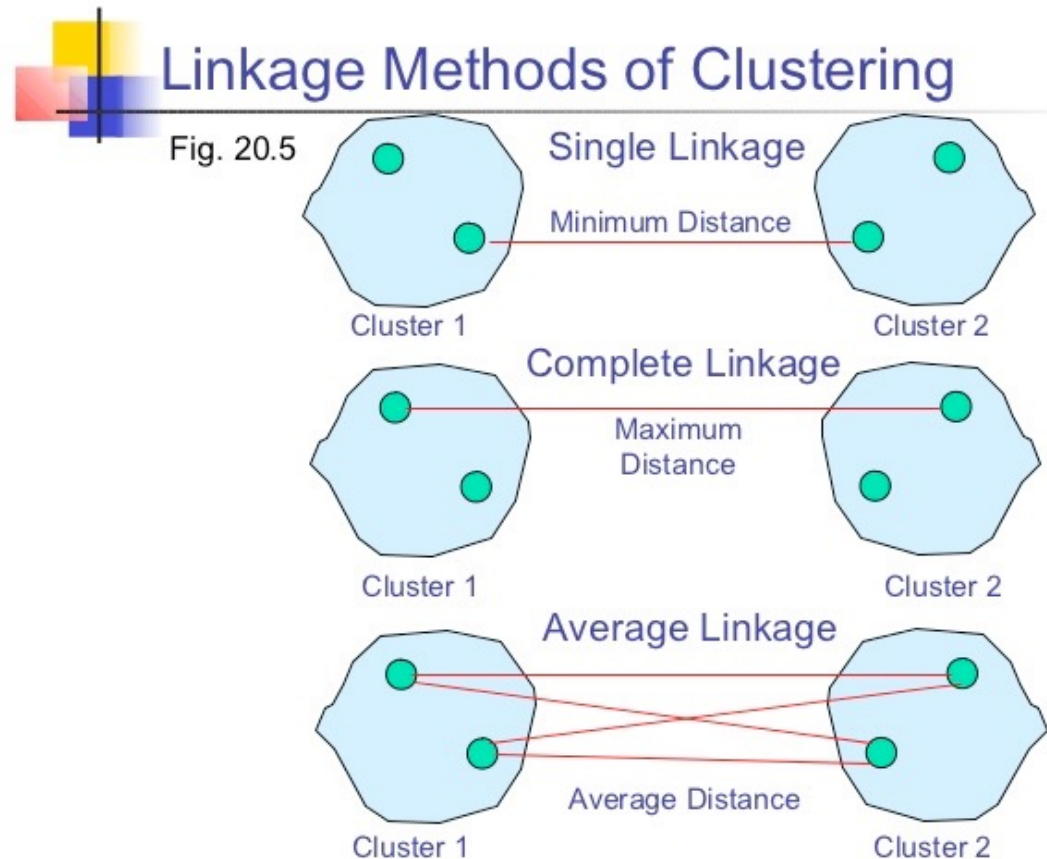 Linkage Methods of Clustering
Fig. 20.5
Single Linkage
Minimum Distance
Cluster 1
Cluster 2
Complete Linkage
Maximum
Distance
Cluster 1
Cluster 2
Average Linkage
Average Distance
Cluster 1
Cluster 2